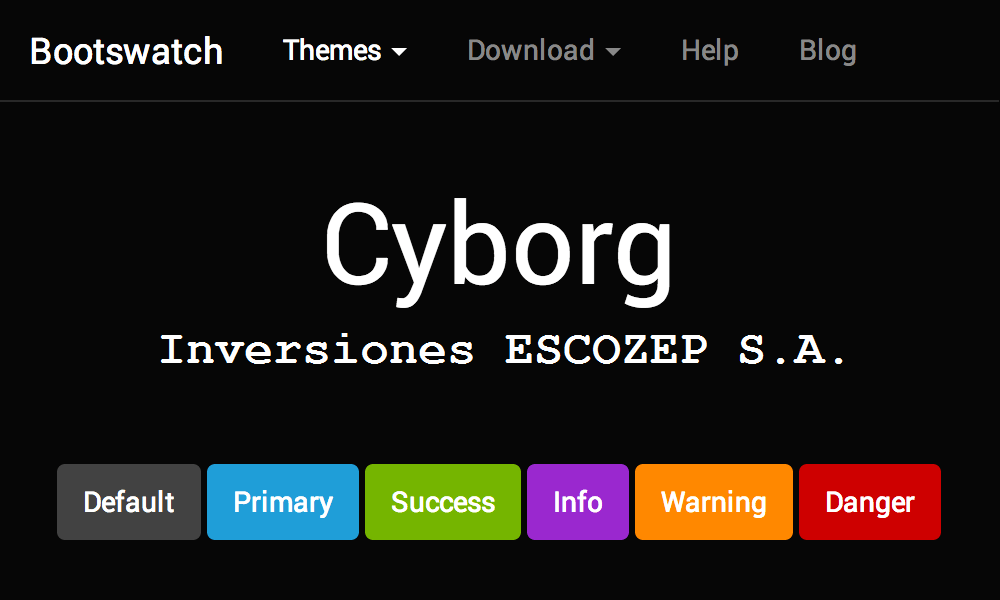 Bootswatch Themes Download Help Blog
Cyborg
Inversiones ESCOZEP S.A.
Default Primary Success Info Warning Danger